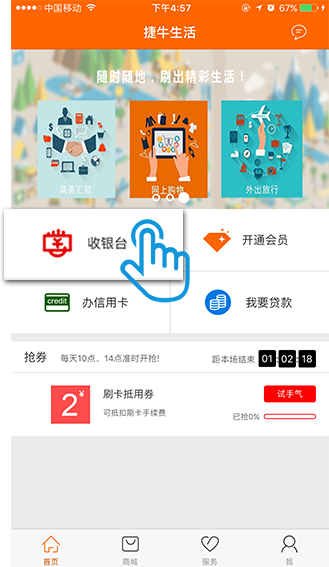 中国移动 下午4:57 67%
捷牛生活
随时随地，刷出精彩生活！
商务汇款 网上购物 外出旅行
收银台 开通会员
credit 办信用卡 我要贷款
抢券 每天10点、14点准时开抢! 距本场结束 01:02:18
2¥ 刷卡抵用券 试手气
可抵扣刷卡手续费 已抢0%
首页 商城 服务 我